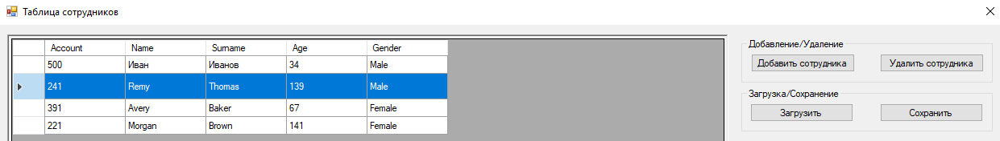 Таблица сотрудников
Account Name Surname Age Gender
500 Иван Иванов 34 Male
241 Remy Thomas 139 Male
391 Avery Baker 67 Female
221 Morgan Brown 141 Female
Добавление/Удаление
Добавить сотрудника Удалить сотрудника
Загрузка/Сохранение
Загрузить Сохранить